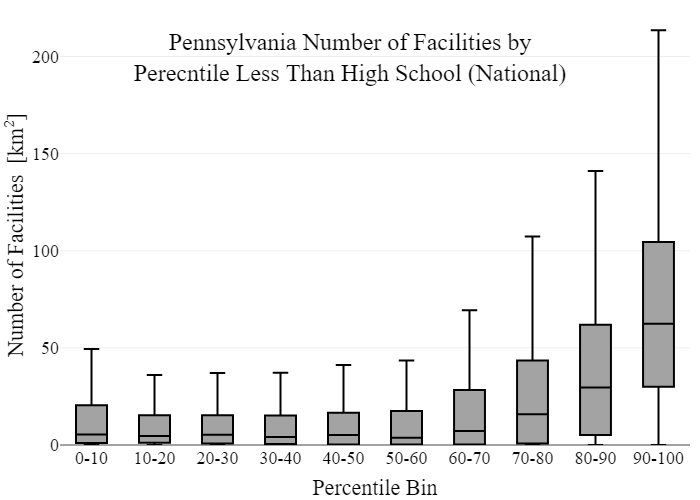 Pennsylvania Number of Facilities by
Perecntile Less Than High School (National)
Number of Facilities [km²]
200
150
100
50
0
0-10 10-20 20-30 30-40 40-50 50-60 60-70 70-80 80-90 90-100
Percentile Bin